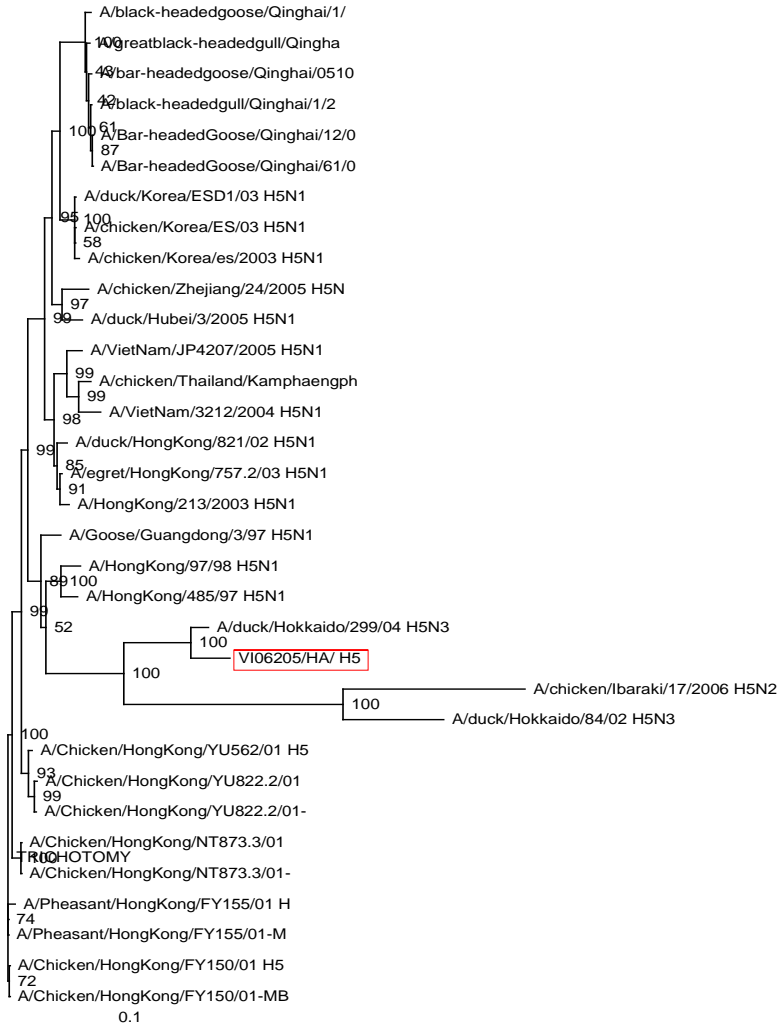 A/black-headedgoose/Qinghai/1/
100
A/greatblack-headedgull/Qingha
43
A/bar-headedgoose/Qinghai/0510
42
A/black-headedgull/Qinghai/1/2
61
100
A/Bar-headedGoose/Qinghai/12/0
87
A/Bar-headedGoose/Qinghai/61/0
A/duck/Korea/ESD1/03 H5N1
95
100
A/chicken/Korea/ES/03 H5N1
58
A/chicken/Korea/es/2003 H5N1
A/chicken/Zhejiang/24/2005 H5N
97
99
A/duck/Hubei/3/2005 H5N1
A/VietNam/JP4207/2005 H5N1
99
A/chicken/Thailand/Kamphaengph
99
A/VietNam/3212/2004 H5N1
98
A/duck/HongKong/821/02 H5N1
99
85
A/egret/HongKong/757.2/03 H5N1
91
A/HongKong/213/2003 H5N1
A/Goose/Guangdong/3/97 H5N1
A/HongKong/97/98 H5N1
89
100
A/HongKong/485/97 H5N1
99
52
A/duck/Hokkaido/299/04 H5N3
100
VI06205/HA/ H5
100
A/chicken/Ibaraki/17/2006 H5N2
100
A/duck/Hokkaido/84/02 H5N3
100
A/Chicken/HongKong/YU562/01 H5
93
A/Chicken/HongKong/YU822.2/01
99
A/Chicken/HongKong/YU822.2/01-
A/Chicken/HongKong/NT873.3/01
TRICHOTOMY
100
A/Chicken/HongKong/NT873.3/01-
A/Pheasant/HongKong/FY155/01 H
74
A/Pheasant/HongKong/FY155/01-M
A/Chicken/HongKong/FY150/01 H5
72
A/Chicken/HongKong/FY150/01-MB
0.1